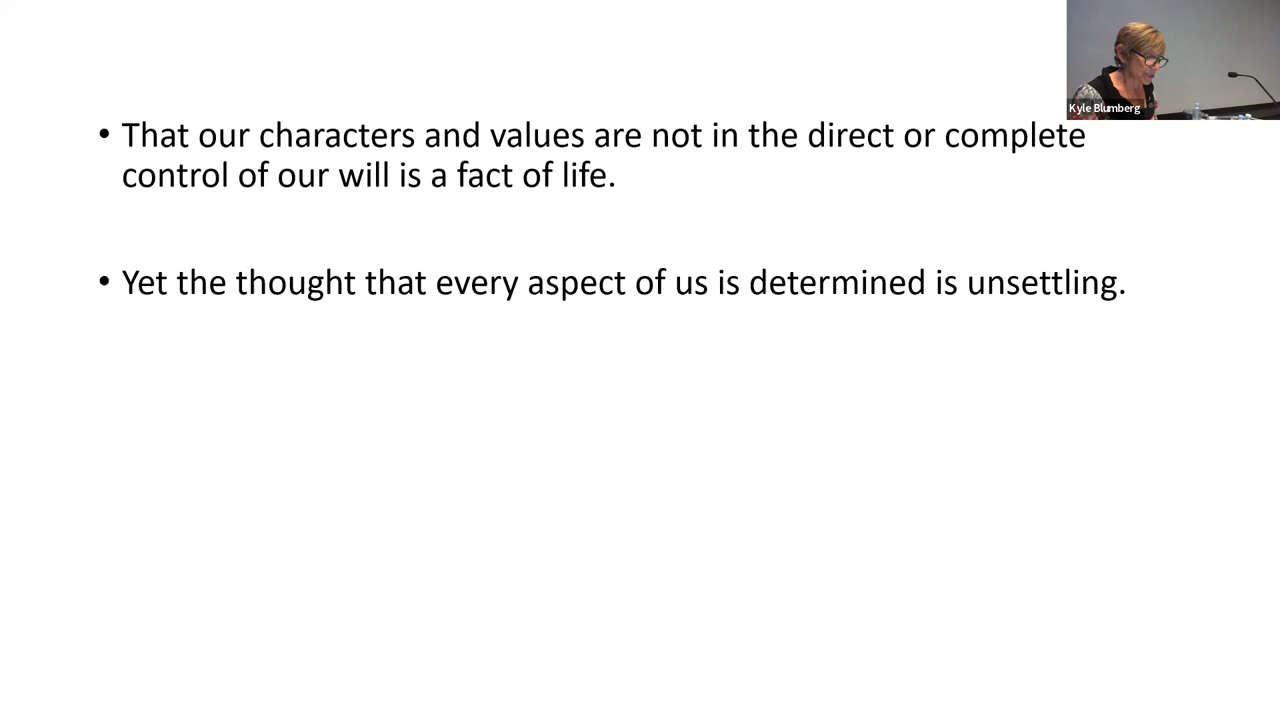 Kyle Blumberg
• That our characters and values are not in the direct or complete
control of our will is a fact of life.
• Yet the thought that every aspect of us is determined is unsettling.